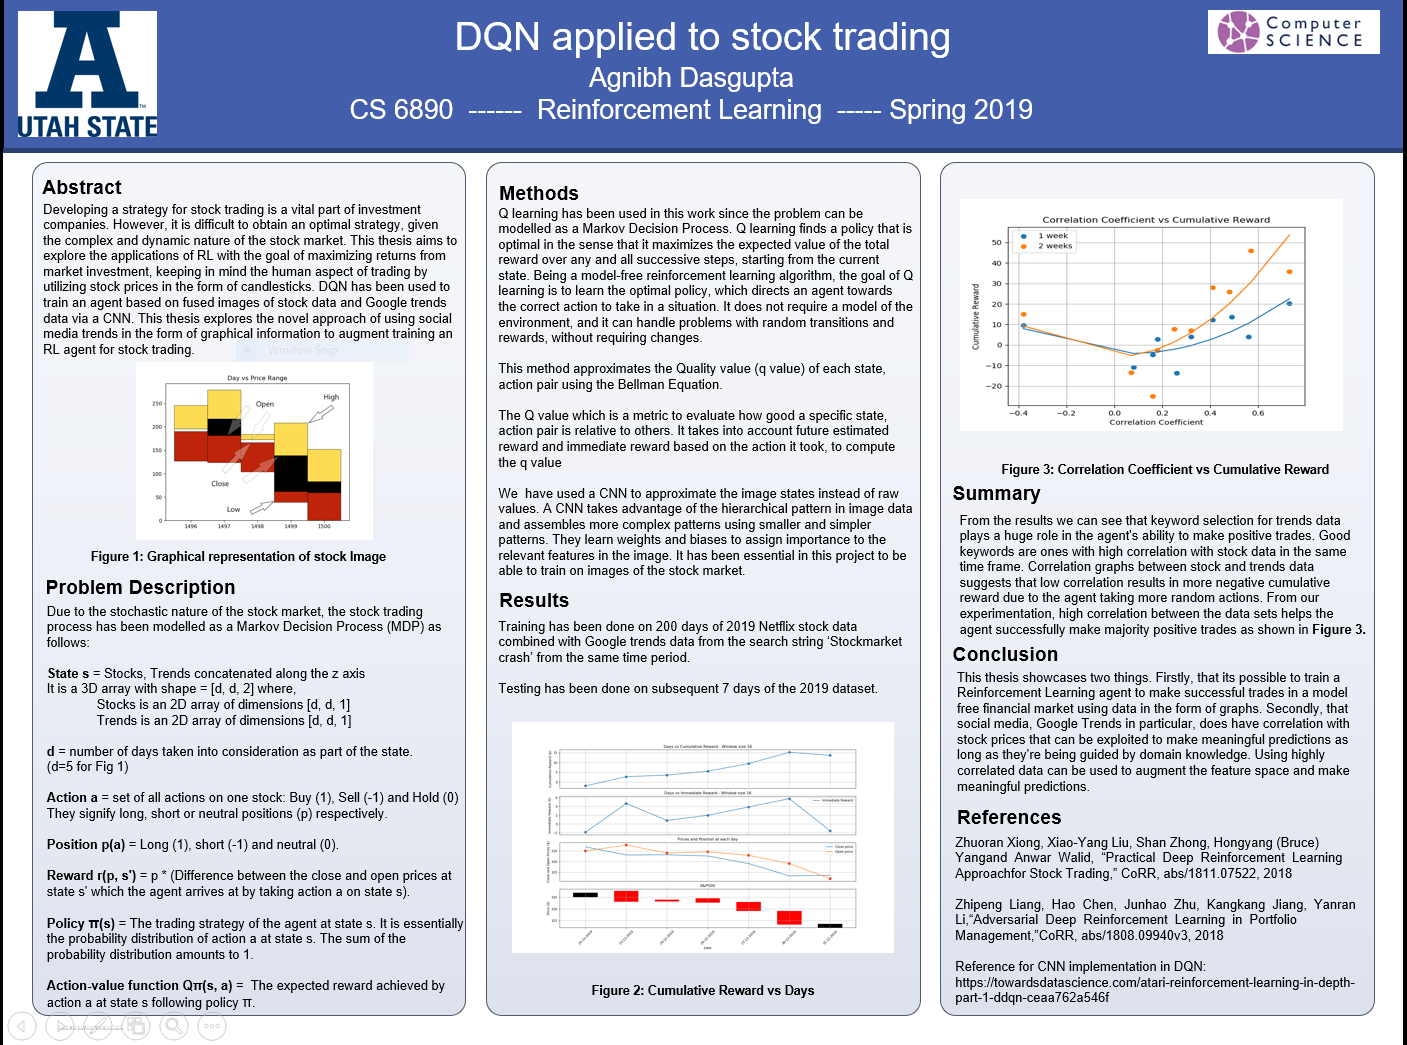 A
TM
UTAH STATE
DQN applied to stock trading
Agnibh Dasgupta
CS 6890 ------ Reinforcement Learning ----- Spring 2019
Computer
SCIENCE
Abstract
Developing a strategy for stock trading is a vital part of investment
companies. However, it is difficult to obtain an optimal strategy, given
the complex and dynamic nature of the stock market. This thesis aims to
explore the applications of RL with the goal of maximizing returns from
market investment, keeping in mind the human aspect of trading by
utilizing stock prices in the form of candlesticks. DQN has been used to
train an agent based on fused images of stock data and Google trends
data via a CNN. This thesis explores the novel approach of using social
media trends in the form of graphical information to augment training an
RL agent for stock trading.
Window Snip
Day vs Price Range
Open
High
Close
Low
250
200
150
100
50
0
1496 1497 1498 1499 1500
Figure 1: Graphical representation of stock Image
Problem Description
Due to the stochastic nature of the stock market, the stock trading
process has been modelled as a Markov Decision Process (MDP) as
follows:
State s = Stocks, Trends concatenated along the z axis
It is a 3D array with shape = [d, d, 2] where,
Stocks is an 2D array of dimensions [d, d, 1]
Trends is an 2D array of dimensions [d, d, 1]
d = number of days taken into consideration as part of the state.
(d=5 for Fig 1)
Action a = set of all actions on one stock: Buy (1), Sell (-1) and Hold (0)
They signify long, short or neutral positions (p) respectively.
Position p(a) = Long (1), short (-1) and neutral (0).
Reward r(p, s') = p * (Difference between the close and open prices at
state s' which the agent arrives at by taking action a on state s).
Policy π(s) = The trading strategy of the agent at state s. It is essentially
the probability distribution of action a at state s. The sum of the
probability distribution amounts to 1.
Action-value function Qπ(s, a) = The expected reward achieved by
action a at state s following policy π.
Methods
Q learning has been used in this work since the problem can be
modelled as a Markov Decision Process. Q learning finds a policy that is
optimal in the sense that it maximizes the expected value of the total
reward over any and all successive steps, starting from the current
state. Being a model-free reinforcement learning algorithm, the goal of Q
learning is to learn the optimal policy, which directs an agent towards
the correct action to take in a situation. It does not require a model of the
environment, and it can handle problems with random transitions and
rewards, without requiring changes.
This method approximates the Quality value (q value) of each state,
action pair using the Bellman Equation.
The Q value which is a metric to evaluate how good a specific state,
action pair is relative to others. It takes into account future estimated
reward and immediate reward based on the action it took, to compute
the q value
We have used a CNN to approximate the image states instead of raw
values. A CNN takes advantage of the hierarchical pattern in image data
and assembles more complex patterns using smaller and simpler
patterns. They learn weights and biases to assign importance to the
relevant features in the image. It has been essential in this project to be
able to train on images of the stock market.
Results
Training has been done on 200 days of 2019 Netflix stock data
combined with Google trends data from the search string ‘Stockmarket
crash’ from the same time period.
Testing has been done on subsequent 7 days of the 2019 dataset.
Days vs Cumulative Reward - Window size 16
Days vs Immediate Reward - Window size 16
Immediate Reward
Prices and Position at each day
Close price
Open price
Figure 2: Cumulative Reward vs Days
Correlation Coefficient vs Cumulative Reward
1 week
2 weeks
Cumulative Reward
50
40
30
20
10
0
−10
−20
−0.4 −0.2 0.0 0.2 0.4 0.6
Correlation Coefficient
Figure 3: Correlation Coefficient vs Cumulative Reward
Summary
From the results we can see that keyword selection for trends data
plays a huge role in the agent's ability to make positive trades. Good
keywords are ones with high correlation with stock data in the same
time frame. Correlation graphs between stock and trends data
suggests that low correlation results in more negative cumulative
reward due to the agent taking more random actions. From our
experimentation, high correlation between the data sets helps the
agent successfully make majority positive trades as shown in Figure 3.
Conclusion
This thesis showcases two things. Firstly, that its possible to train a
Reinforcement Learning agent to make successful trades in a model
free financial market using data in the form of graphs. Secondly, that
social media, Google Trends in particular, does have correlation with
stock prices that can be exploited to make meaningful predictions as
long as they're being guided by domain knowledge. Using highly
correlated data can be used to augment the feature space and make
meaningful predictions.
References
Zhuoran Xiong, Xiao-Yang Liu, Shan Zhong, Hongyang (Bruce)
Yangand Anwar Walid, “Practical Deep Reinforcement Learning
Approachfor Stock Trading,” CoRR, abs/1811.07522, 2018
Zhipeng Liang, Hao Chen, Junhao Zhu, Kangkang Jiang, Yanran
Li,“Adversarial Deep Reinforcement Learning in Portfolio
Management,”CoRR, abs/1808.09940v3, 2018
Reference for CNN implementation in DQN:
https://towardsdatascience.com/atari-reinforcement-learning-in-depth-
part-1-ddqn-ceaa762a546f